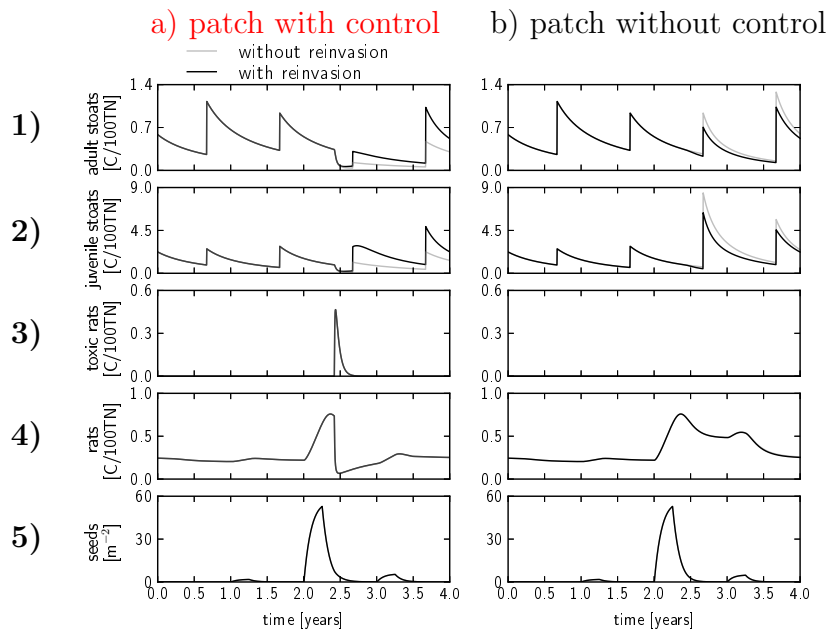 a) patch with control
b) patch without control
without reinvasion
with reinvasion
1)
adult stoats
[C/100TN]
1.4
0.7
0.0
2)
juvenile stoats
[C/100TN]
9.0
4.5
0.0
3)
toxic rats
[C/100TN]
0.6
0.3
0.0
4)
rats
[C/100TN]
1.0
0.5
0.0
5)
seeds
[m⁻²]
60
30
0
0.0 0.5 1.0 1.5 2.0 2.5 3.0 3.5 4.0
time [years]
1.4
0.7
0.0
9.0
4.5
0.0
0.6
0.3
0.0
1.0
0.5
0.0
60
30
0
0.0 0.5 1.0 1.5 2.0 2.5 3.0 3.5 4.0
time [years]